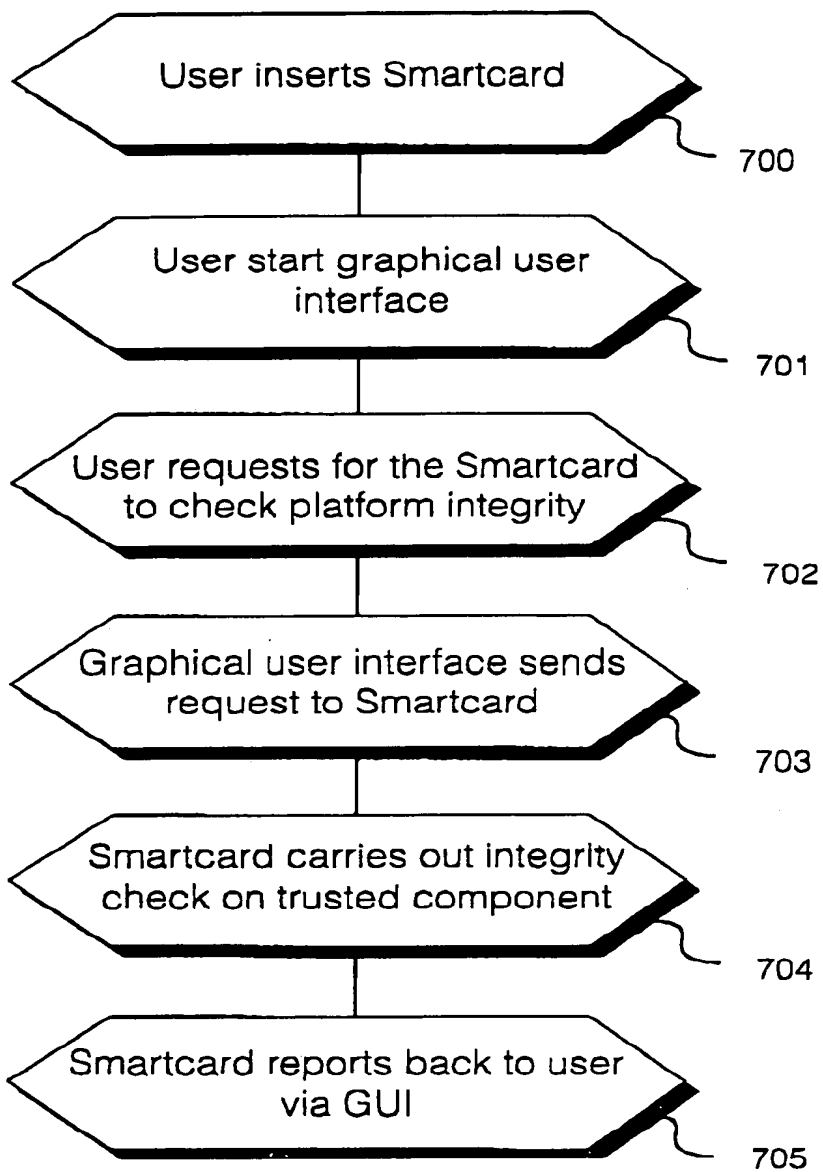 User inserts Smartcard
700
User start graphical user
interface
701
User requests for the Smartcard
to check platform integrity
702
Graphical user interface sends
request to Smartcard
703
Smartcard carries out integrity
check on trusted component
704
Smartcard reports back to user
via GUI
705